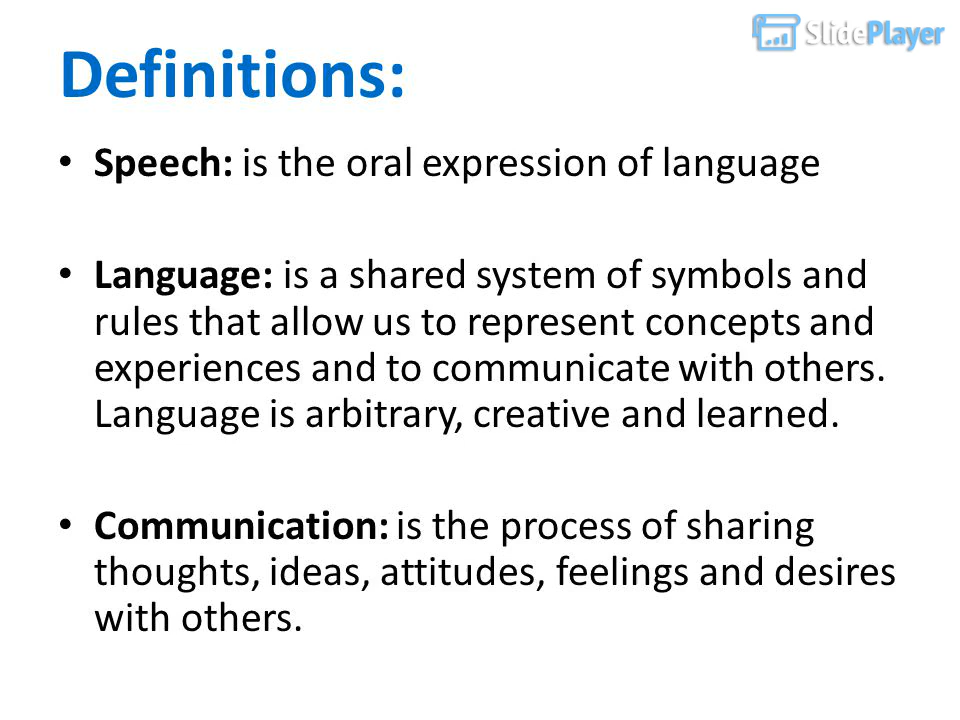 SlidePlayer
Definitions:
• Speech: is the oral expression of language
• Language: is a shared system of symbols and
rules that allow us to represent concepts and
experiences and to communicate with others.
Language is arbitrary, creative and learned.
• Communication: is the process of sharing
thoughts, ideas, attitudes, feelings and desires
with others.